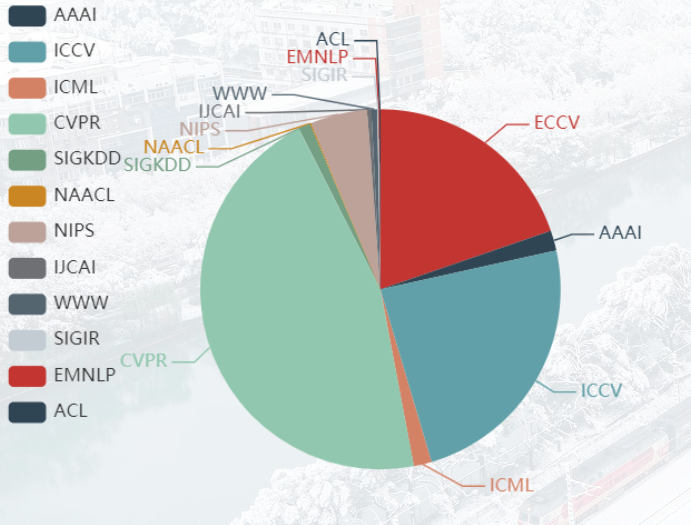 AAAI
ICCV
ICML
CVPR
SIGKDD
NAACL
NIPS
IJCAI
WWW
SIGIR
EMNLP
ACL
ACL
EMNLP
SIGIR
WWW
IJCAI
NIPS
NAACL
SIGKDD
ECCV
AAAI
CVPR
ICCV
ICML